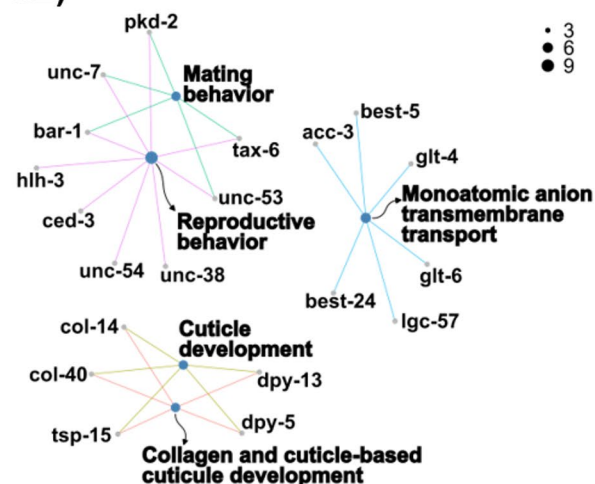 pkd-2
3
6
9
unc-7
Mating
behavior
bar-1
tax-6
hlh-3
ced-3
unc-53
Reproductive
behavior
unc-54
unc-38
best-5
acc-3
glt-4
Monoatomic anion
transmembrane
transport
glt-6
best-24
lgc-57
col-14
Cuticle
development
col-40
dpy-13
tsp-15
dpy-5
Collagen and cuticle-based
cuticule development